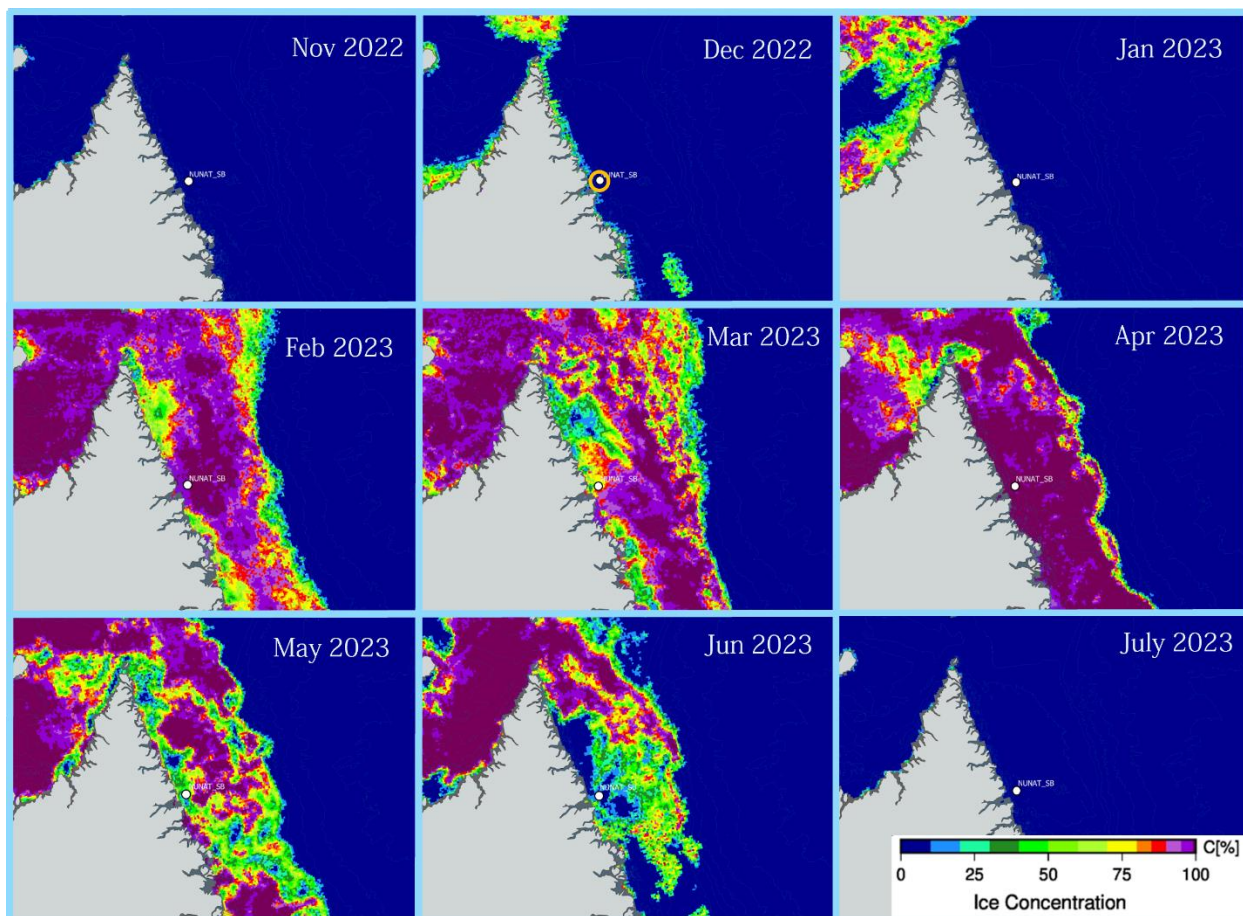 Nov 2022
NUNAT_SB
Dec 2022
NUNAT_SB
Jan 2023
NUNAT_SB
Feb 2023
NUNAT_SB
Mar 2023
NUNAT_SB
Apr 2023
NUNAT_SB
May 2023
NUNAT_SB
Jun 2023
NUNAT_SB
July 2023
NUNAT_SB
C[%]
0 25 50 75 100
Ice Concentration